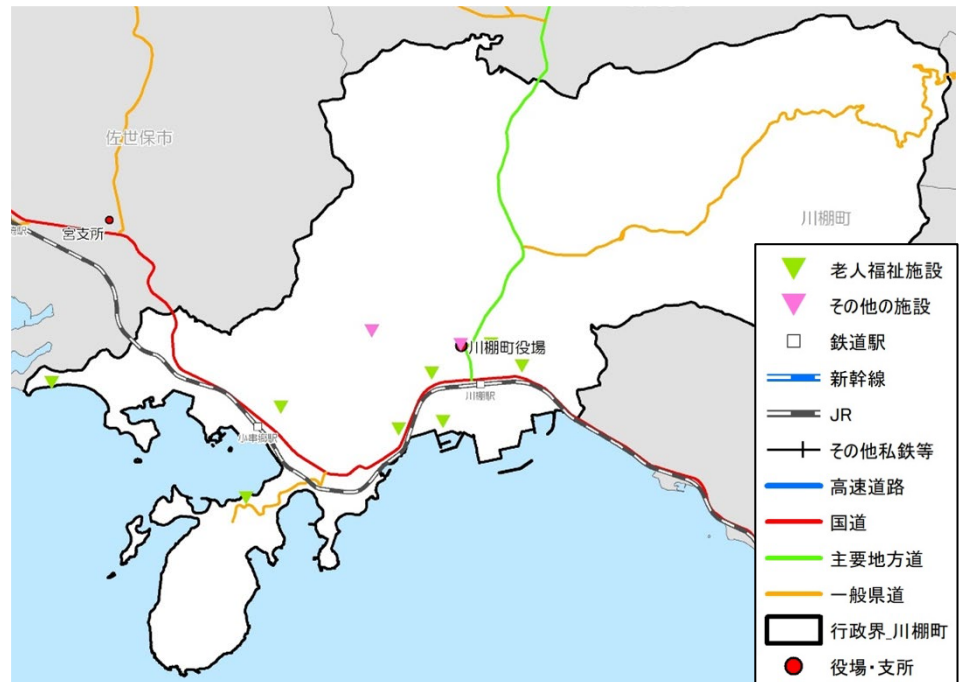 佐世保市
宮支所
川棚町
川棚町役場
川棚駅
小串郷駅
老人福祉施設
その他の施設
鉄道駅
新幹線
JR
その他私鉄等
高速道路
国道
主要地方道
一般県道
行政界_川棚町
役場・支所